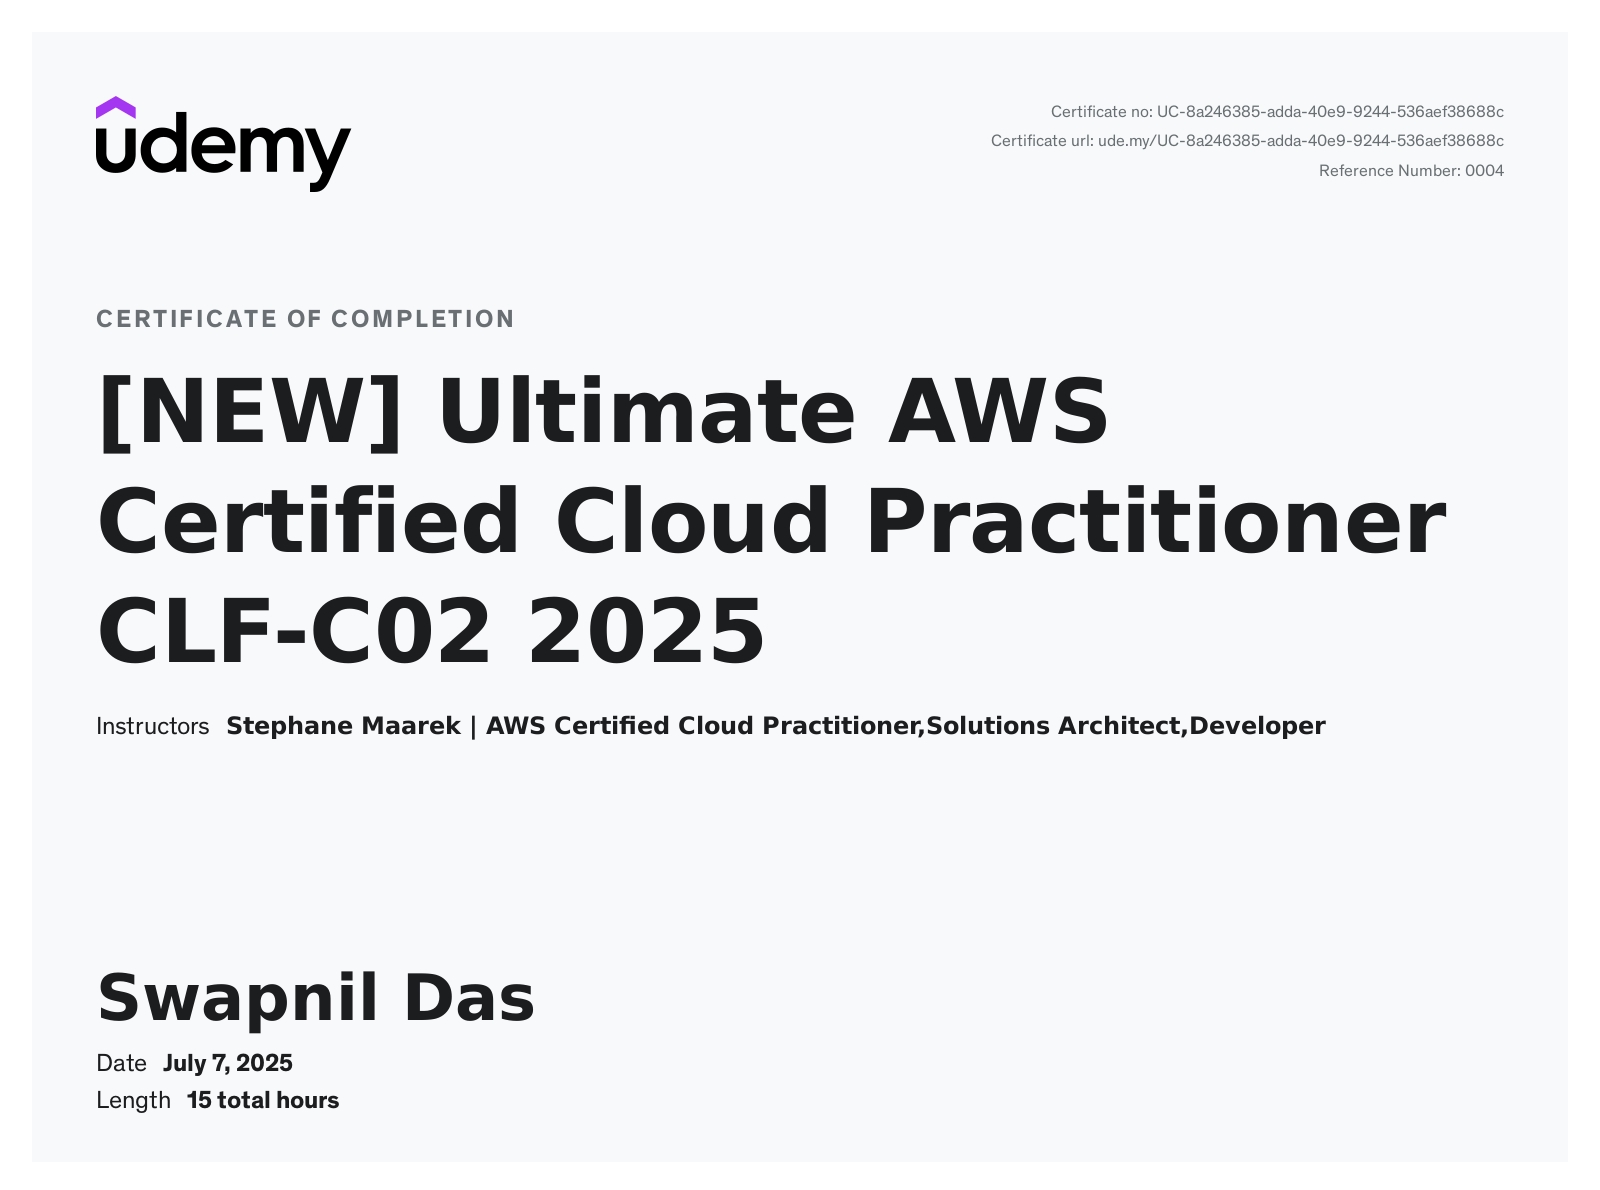 udemy
Certificate no: UC-8a246385-adda-40e9-9244-536aef38688c
Certificate url: ude.my/UC-8a246385-adda-40e9-9244-536aef38688c
Reference Number: 0004
CERTIFICATE OF COMPLETION
[NEW] Ultimate AWS
Certified Cloud Practitioner
CLF-C02 2025
Instructors Stephane Maarek | AWS Certified Cloud Practitioner,Solutions Architect,Developer
Swapnil Das
Date July 7, 2025
Length 15 total hours